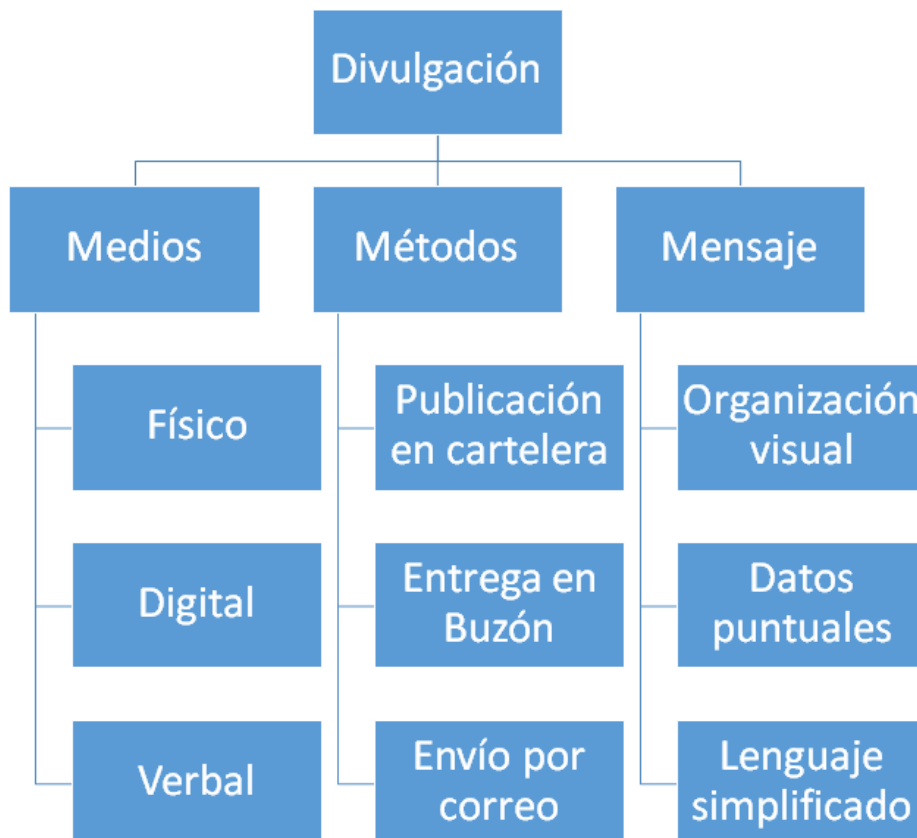 Divulgación
Medios
Métodos
Mensaje
Físico
Publicación
en cartelera
Organización
visual
Digital
Entrega en
Buzón
Datos
puntuales
Verbal
Envío por
correo
Lenguaje
simplificado